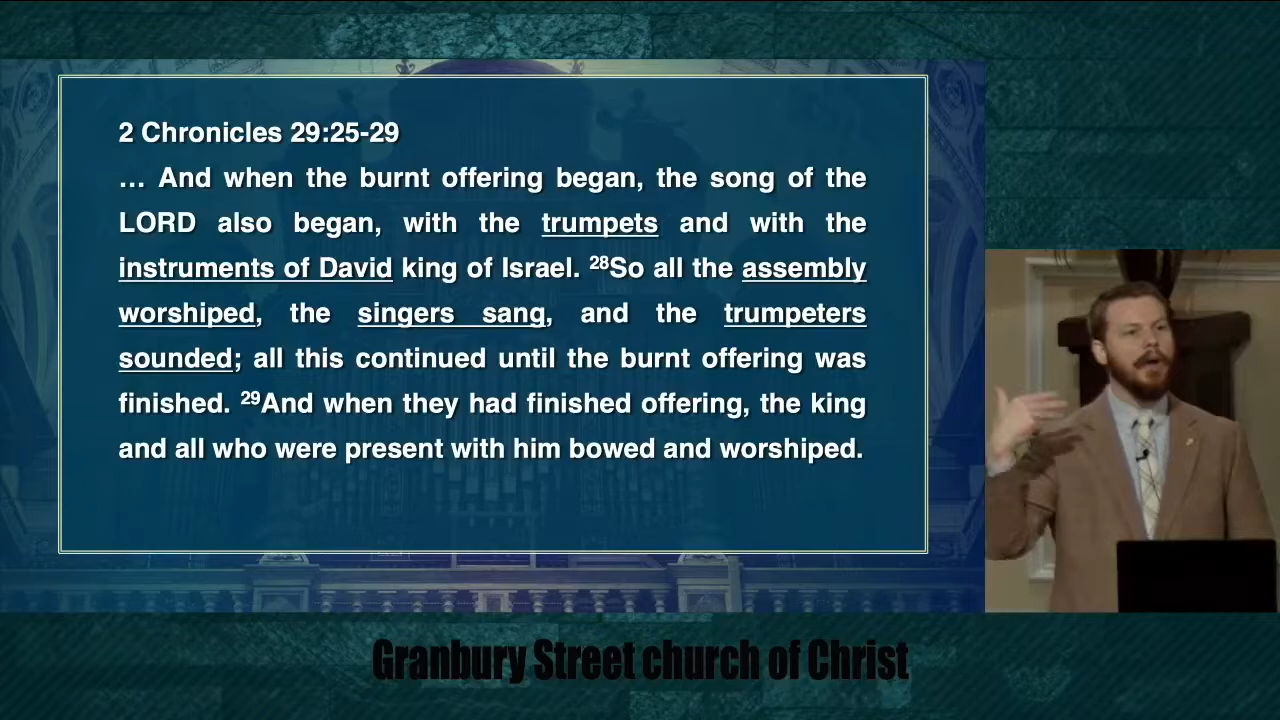 2 Chronicles 29:25-29
… And when the burnt offering began, the song of the
LORD also began, with the trumpets and with the
instruments of David king of Israel. ²⁸So all the assembly
worshiped, the singers sang, and the trumpeters
sounded; all this continued until the burnt offering was
finished. ²⁹And when they had finished offering, the king
and all who were present with him bowed and worshiped.
Granbury Street church of Christ